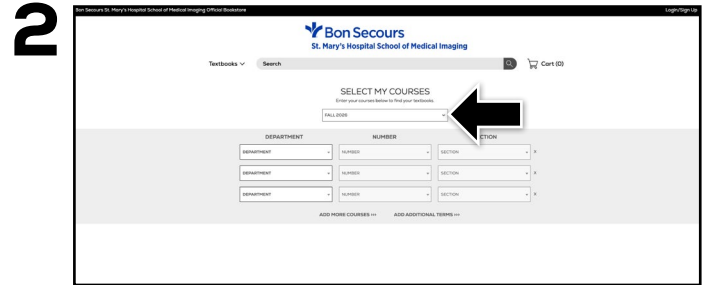 2
Bon Secours St. Mary's Hospital School of Medical Imaging Official Bookstore Login/Sign Up
Bon Secours
St. Mary's Hospital School of Medical Imaging
Textbooks Search Cart (0)
SELECT MY COURSES
Enter your courses below to find your textbooks.
FALL 2026
DEPARTMENT NUMBER CTION
DEPARTMENT NUMBER SECTION X
DEPARTMENT NUMBER SECTION X
DEPARTMENT NUMBER SECTION X
ADD MORE COURSES >>> ADD ADDITIONAL TERMS >>>